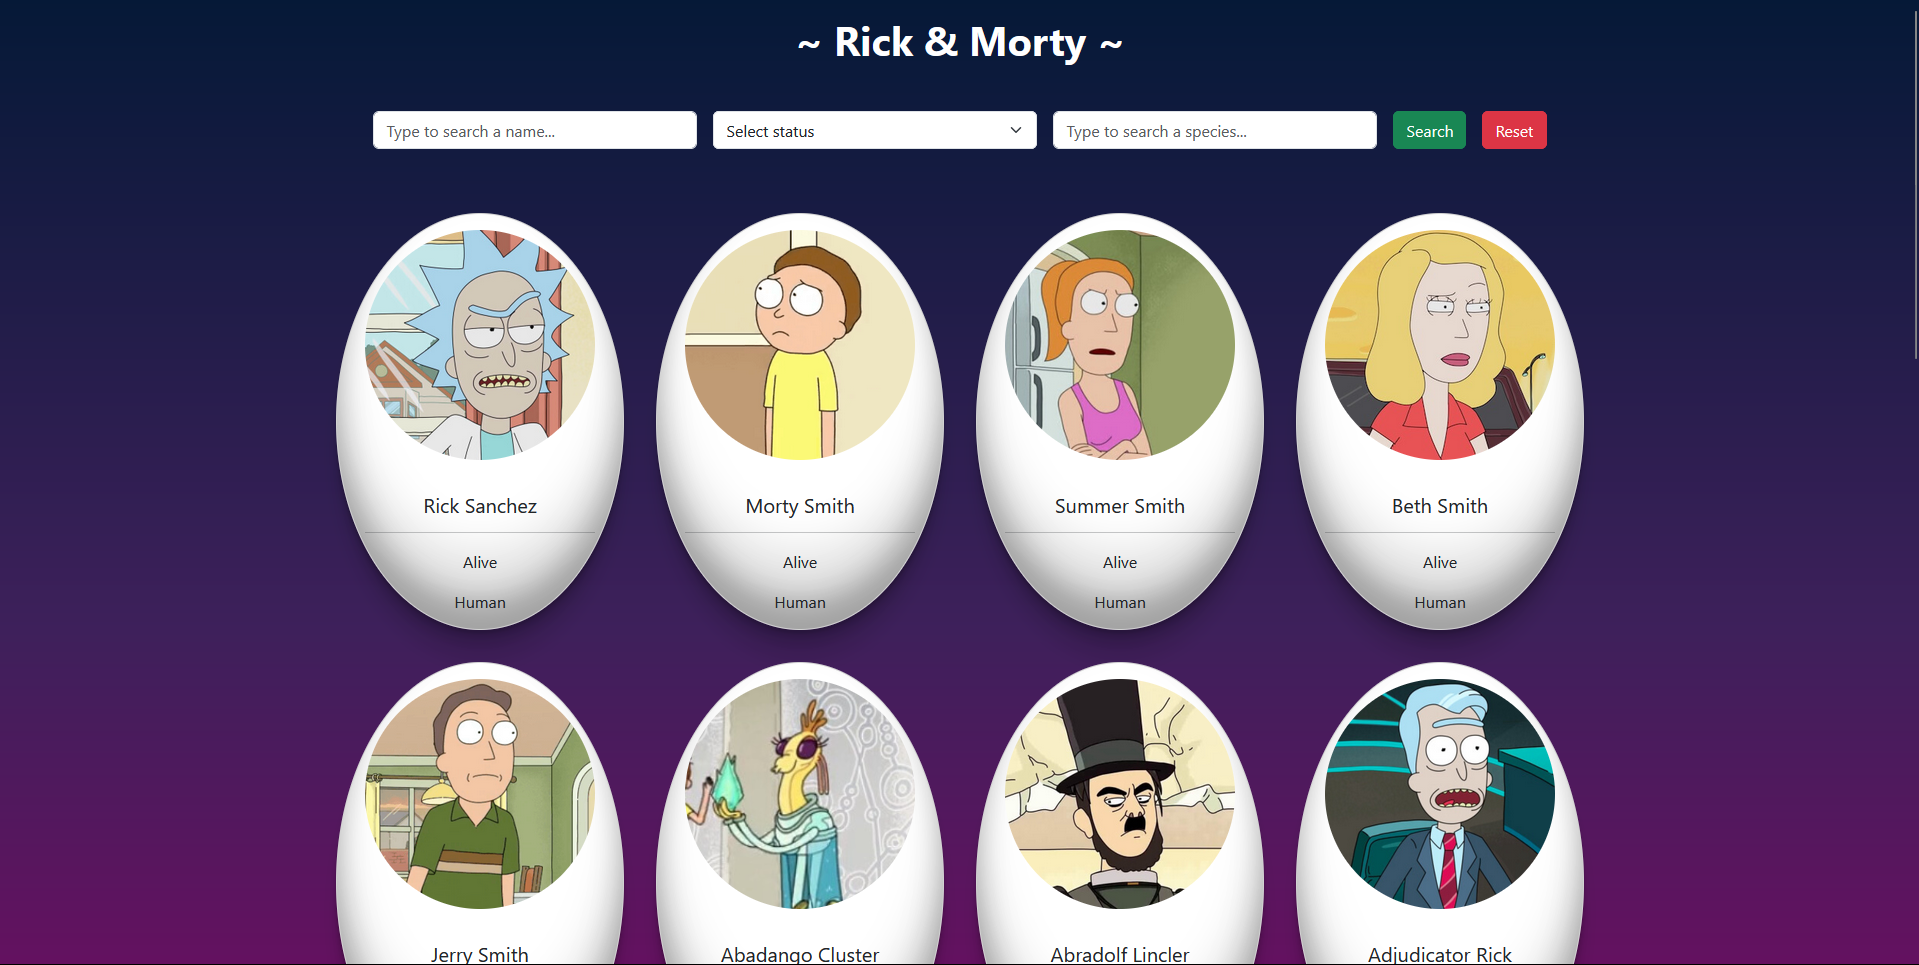 ~ Rick & Morty ~
Type to search a name...
Select status
Type to search a species...
Search
Reset
Rick Sanchez
Morty Smith
Summer Smith
Beth Smith
Alive
Alive
Alive
Alive
Human
Human
Human
Human
Jerry Smith
Abadango Cluster
Abradolf Lincler
Adjudicator Rick